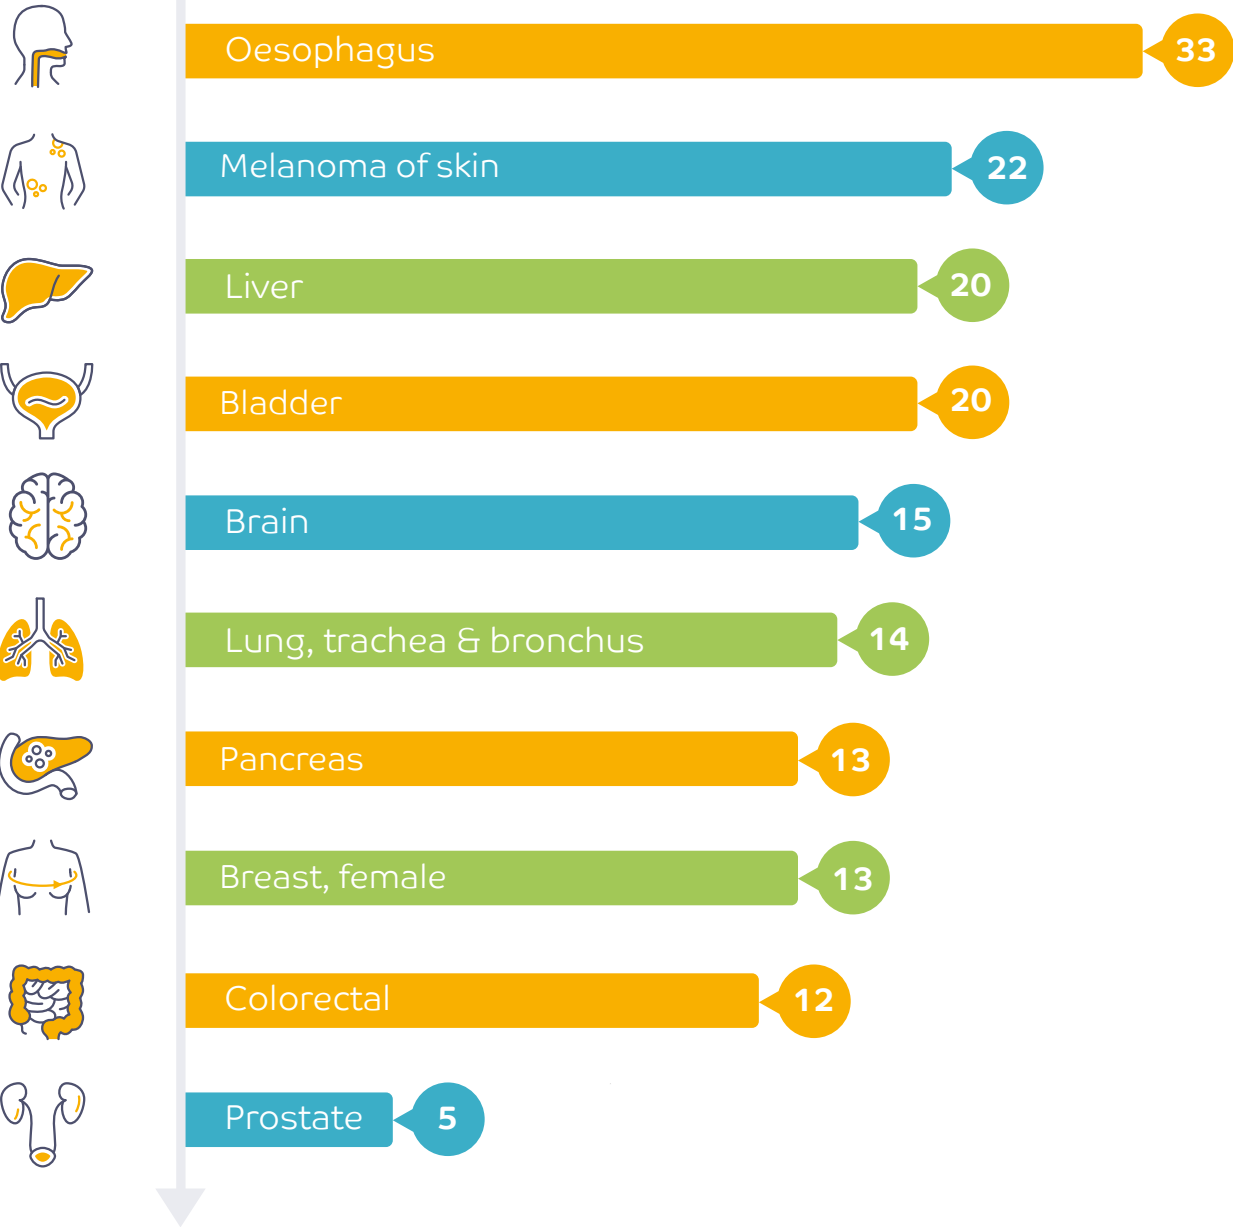 Oesophagus 33
Melanoma of skin 22
Liver 20
Bladder 20
Brain 15
Lung, trachea & bronchus 14
Pancreas 13
Breast, female 13
Colorectal 12
Prostate 5